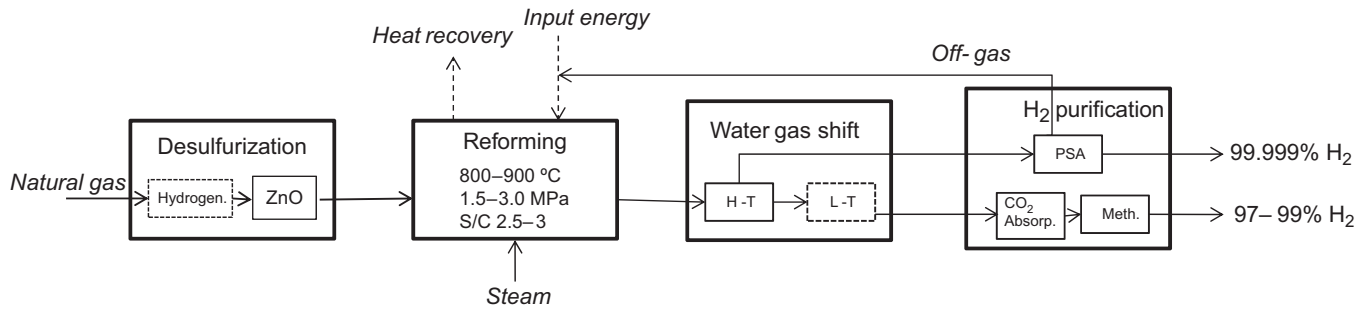 Heat recovery
Input energy
Off- gas
Natural gas
Desulfurization
Hydrogen.
ZnO
Reforming
800–900 ºC
1.5–3.0 MPa
S/C 2.5–3
Steam
Water gas shift
H -T
L -T
H2 purification
PSA
CO2
Absorp.
Meth.
99.999% H2
97– 99% H2